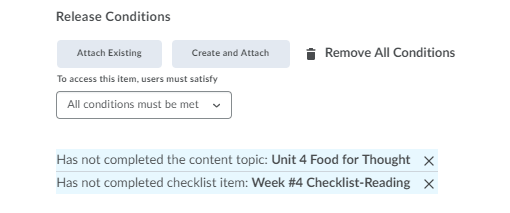 Release Conditions
Attach Existing
Create and Attach
Remove All Conditions
To access this item, users must satisfy
All conditions must be met
Has not completed the content topic: Unit 4 Food for Thought
Has not completed checklist item: Week #4 Checklist-Reading